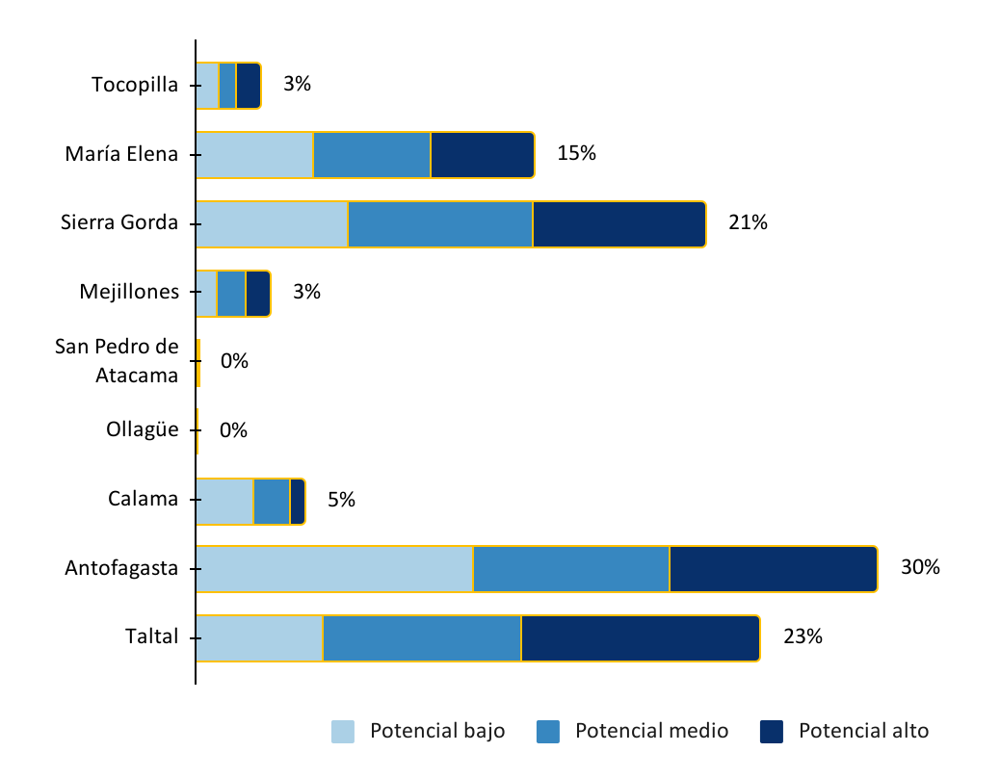 Tocopilla
3%
María Elena
15%
Sierra Gorda
21%
Mejillones
3%
San Pedro de
Atacama
0%
Ollagüe
0%
Calama
5%
Antofagasta
30%
Taltal
23%
Potencial bajo
Potencial medio
Potencial alto